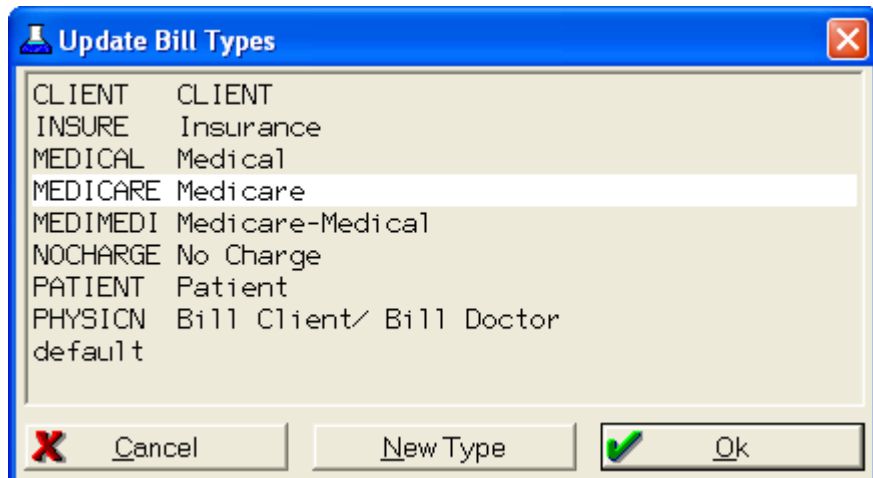 Update Bill Types
CLIENT CLIENT
INSURE Insurance
MEDICAL Medical
MEDICARE Medicare
MEDIMEDI Medicare-Medical
NOCHARGE No Charge
PATIENT Patient
PHYSICN Bill Client/ Bill Doctor
default
Cancel New Type Ok